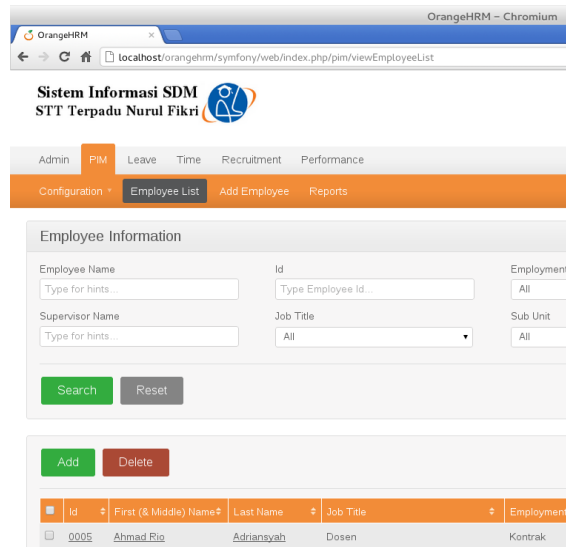 OrangeHRM - Chromium
OrangeHRM ×
localhost/orangehrm/symfony/web/index.php/pim/viewEmployeeList
Sistem Informasi SDM
STT Terpadu Nurul Fikri
Admin PIM Leave Time Recruitment Performance
Configuration Employee List Add Employee Reports
Employee Information
Employee Name Id Employment
Type for hints... Type Employee Id... All
Supervisor Name Job Title Sub Unit
Type for hints... All All
Search Reset
Add Delete
Id First (& Middle) Name Last Name Job Title Employment
0005 Ahmad Rio Adriansyah Dosen Kontrak